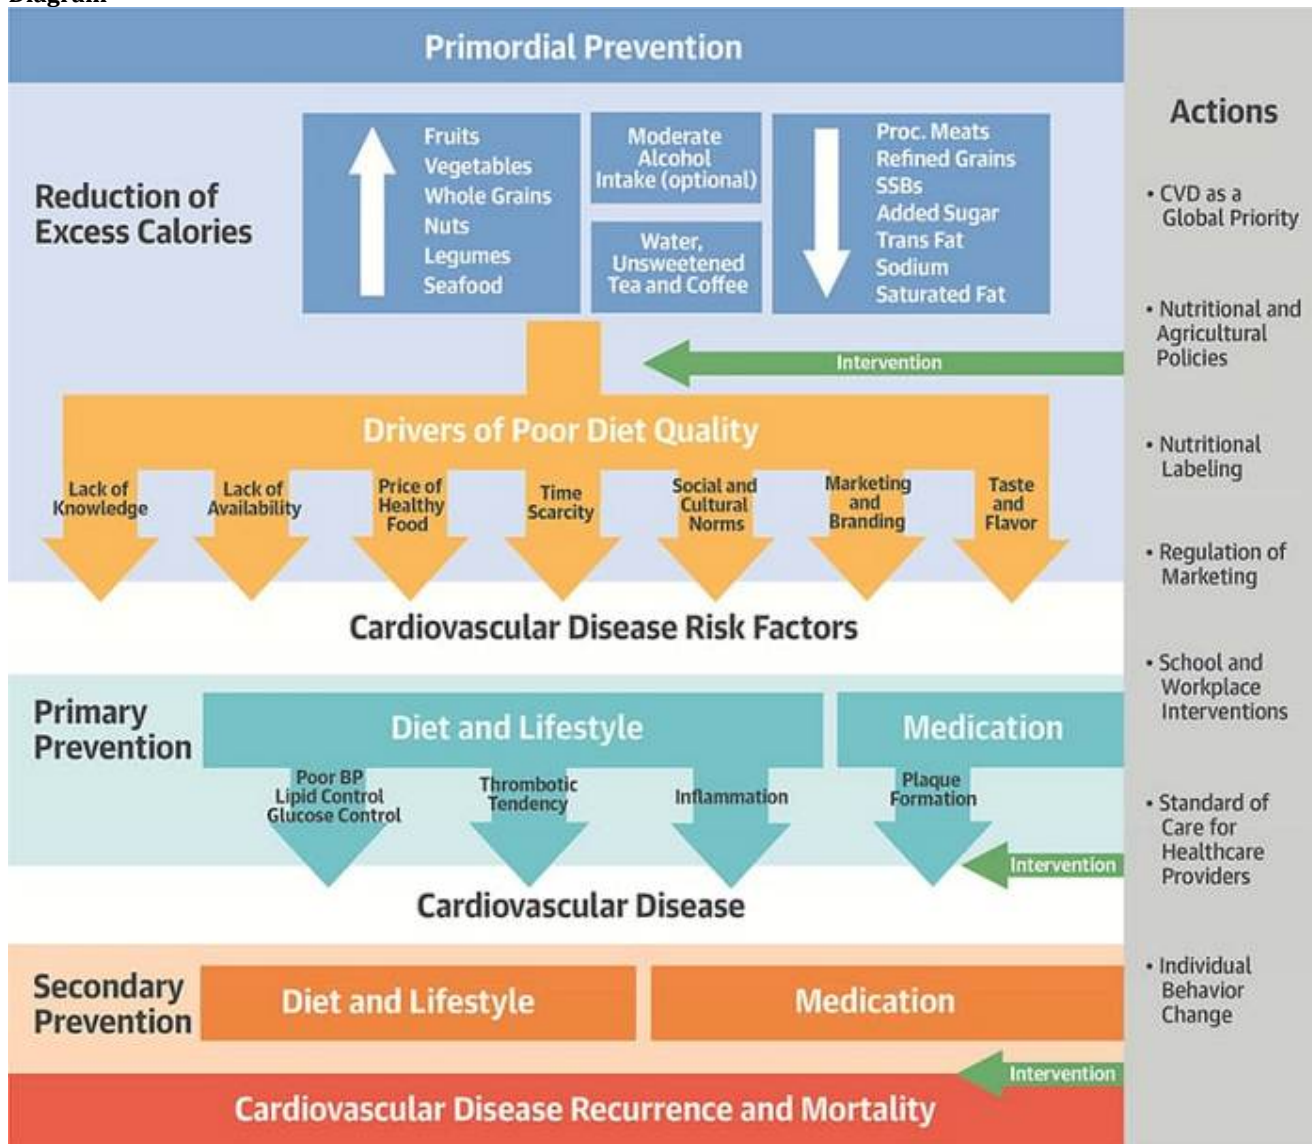 Diagram
Primordial Prevention
Reduction of
Excess Calories
Fruits
Vegetables
Whole Grains
Nuts
Legumes
Seafood
Moderate
Alcohol
Intake (optional)
Water,
Unsweetened
Tea and Coffee
Proc. Meats
Refined Grains
SSBs
Added Sugar
Trans Fat
Sodium
Saturated Fat
Intervention
Drivers of Poor Diet Quality
Lack of
Knowledge
Lack of
Availability
Price of
Healthy
Food
Time
Scarcity
Social and
Cultural
Norms
Marketing
and
Branding
Taste
and
Flavor
Cardiovascular Disease Risk Factors
Primary
Prevention
Diet and Lifestyle
Medication
Poor BP
Lipid Control
Glucose Control
Thrombotic
Tendency
Inflammation
Plaque
Formation
Intervention
Cardiovascular Disease
Secondary
Prevention
Diet and Lifestyle
Medication
Intervention
Cardiovascular Disease Recurrence and Mortality
Actions
• CVD as a
Global Priority
• Nutritional and
Agricultural
Policies
• Nutritional
Labeling
• Regulation of
Marketing
• School and
Workplace
Interventions
• Standard of
Care for
Healthcare
Providers
• Individual
Behavior
Change